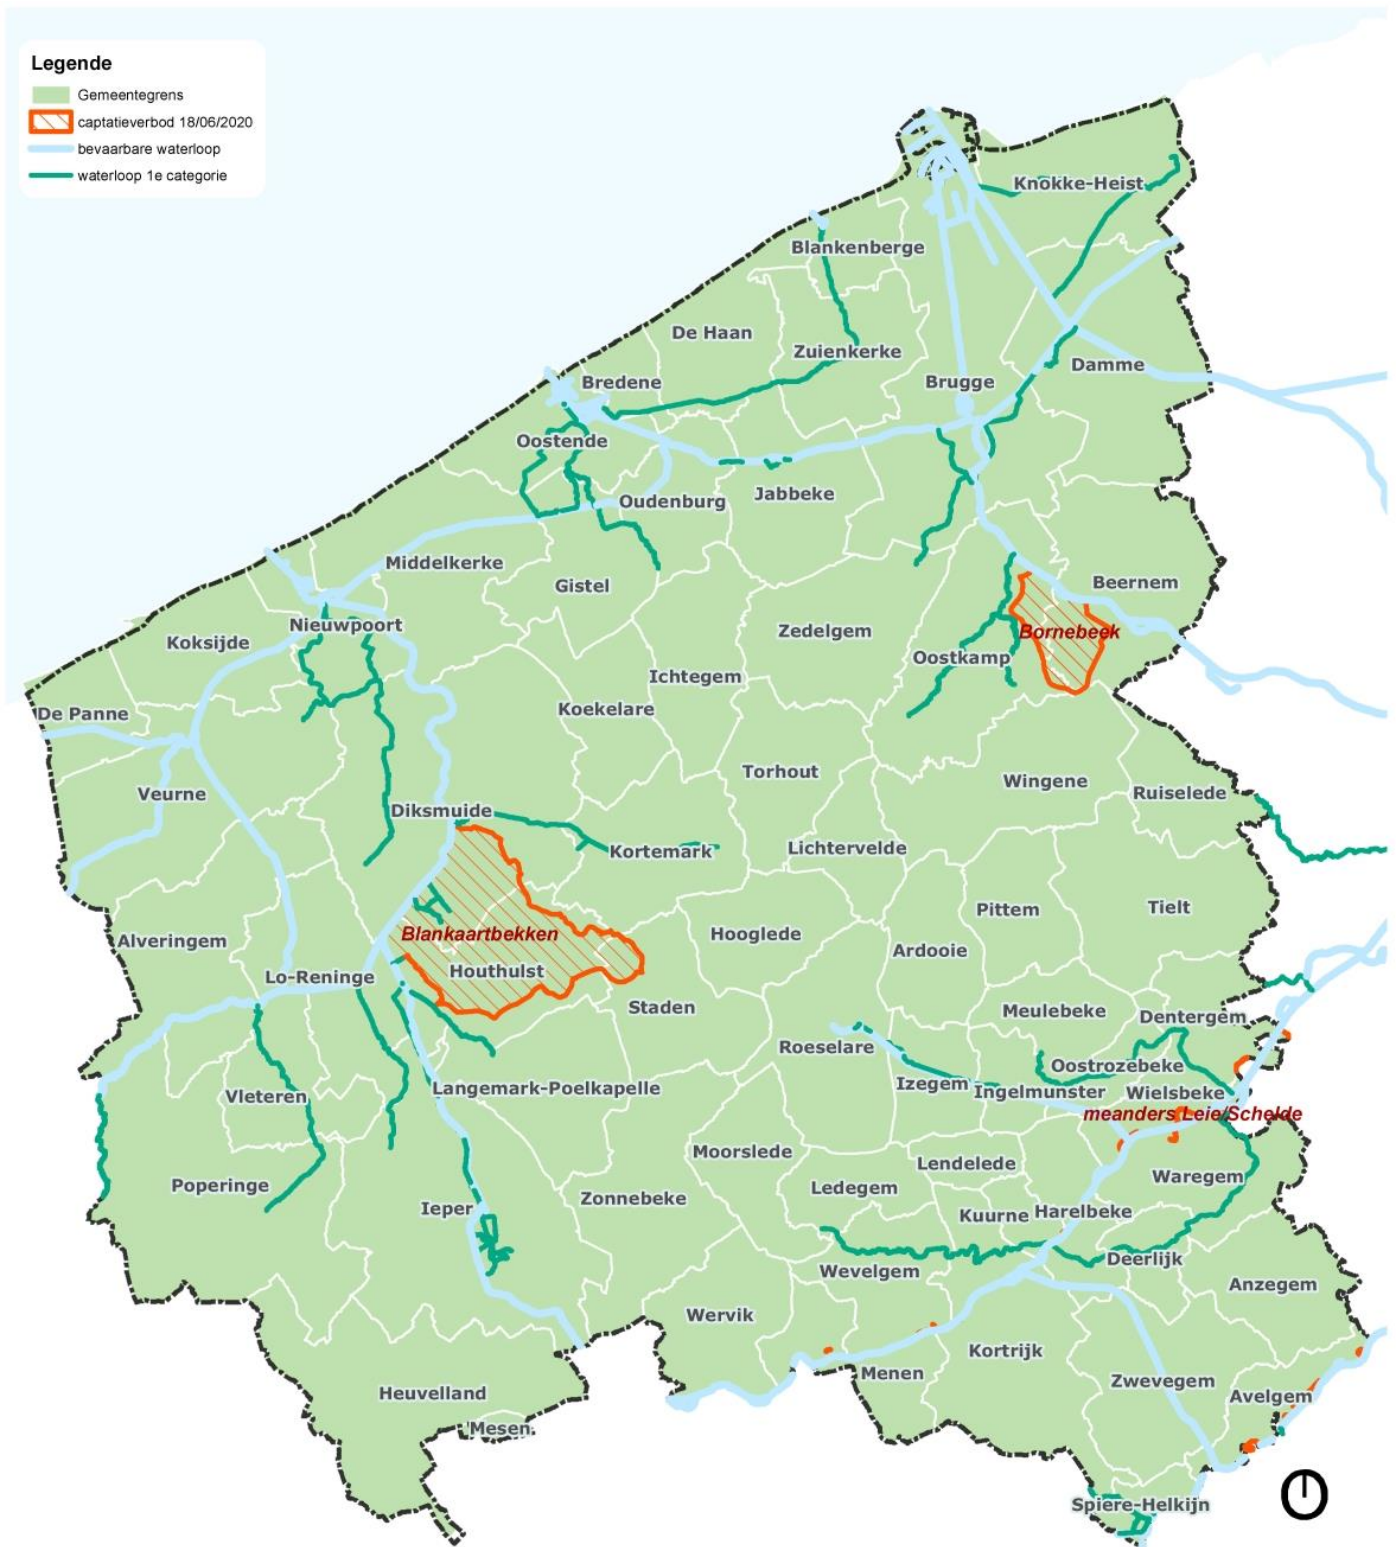 Legende
Gemeentegrens
captatieverbod 18/06/2020
bevaarbare waterloop
waterloop 1e categorie
Knokke-Heist
Blankenberge
De Haan
Zuienkerke
Damme
Bredene
Brugge
Oostende
Oudenburg
Jabbeke
Middelkerke
Gistel
Beernem
Nieuwpoort
Koksijde
Zedelgem
Bornebeek
Oostkamp
Ichtegem
Koekelare
De Panne
Torhout
Wingene
Veurne
Ruiselede
Diksmuide
Kortemark
Lichtervelde
Pittem
Tielt
Alveringem
Blankaartbekken
Hooglede
Ardooie
Lo-Reninge
Houthulst
Staden
Meulebeke
Dentergem
Roeselare
Oostrozebeke
Izegem
Ingelmunster
Wielsbeke
Vleteren
Langemark-Poelkapelle
meanders Leie/Schelde
Moorslede
Lendelede
Waregem
Poperinge
Ledegem
Zonnebeke
Ieper
Kuurne
Harelbeke
Deerlijk
Wevelgem
Anzegem
Wervik
Kortrijk
Menen
Zwevegem
Heuvelland
Avelgem
Mesen
Spiere-Helkijn